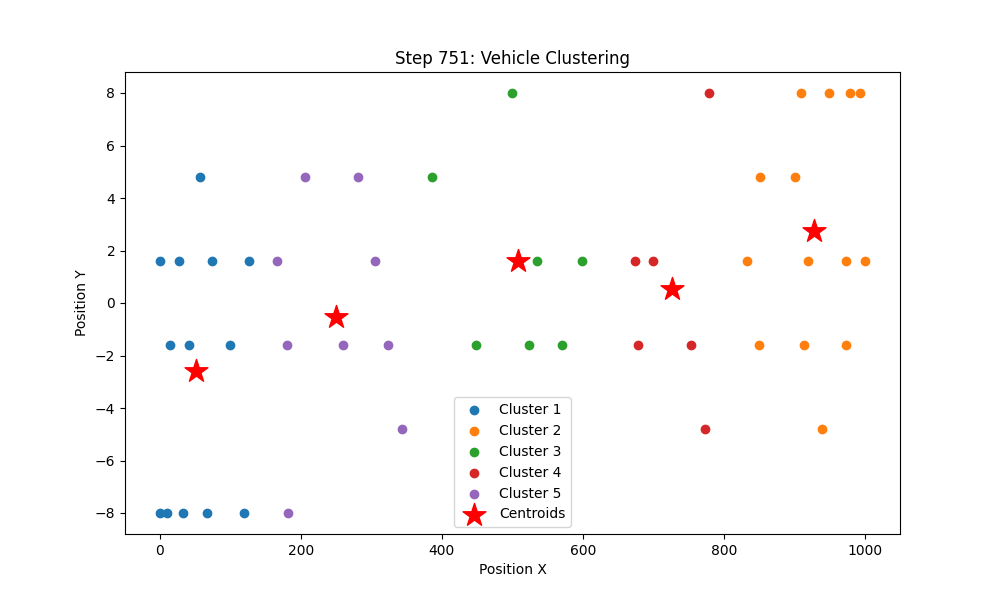 Step 751: Vehicle Clustering
Position Y
8
6
4
2
0
−2
−4
−6
−8
Cluster 1
Cluster 2
Cluster 3
Cluster 4
Cluster 5
Centroids
0 200 400 600 800 1000
Position X